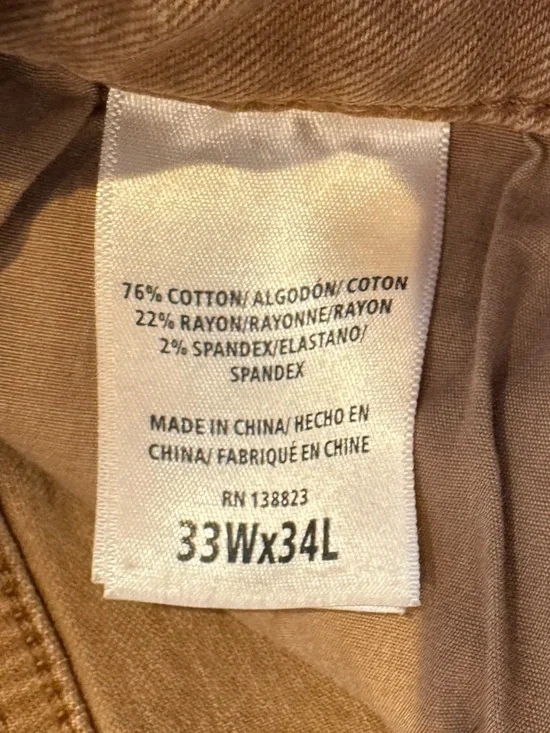 76% COTTON/ ALGODÓN/ COTON
22% RAYON/RAYONNE/RAYON
2% SPANDEX/ELASTANO/
SPANDEX
MADE IN CHINA/ HECHO EN
CHINA/ FABRIQUÉ EN CHINE
RN 138823
33Wx34L